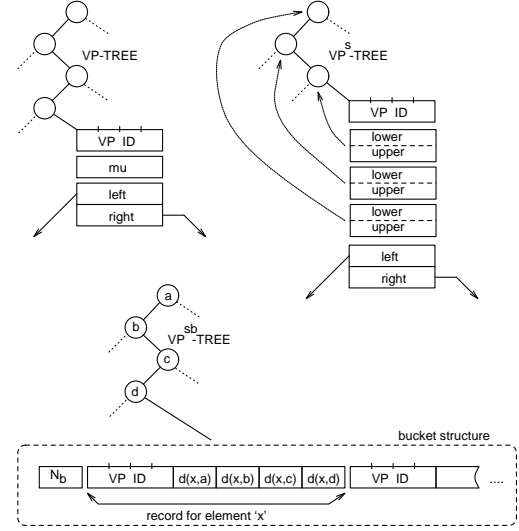 VP-TREE
VP ID
mu
left
right
s
VP -TREE
VP ID
lower
upper
lower
upper
lower
upper
left
right
a
b
sb
VP -TREE
c
d
bucket structure
Nb VP ID d(x,a) d(x,b) d(x,c) d(x,d) VP ID ....
record for element 'x'